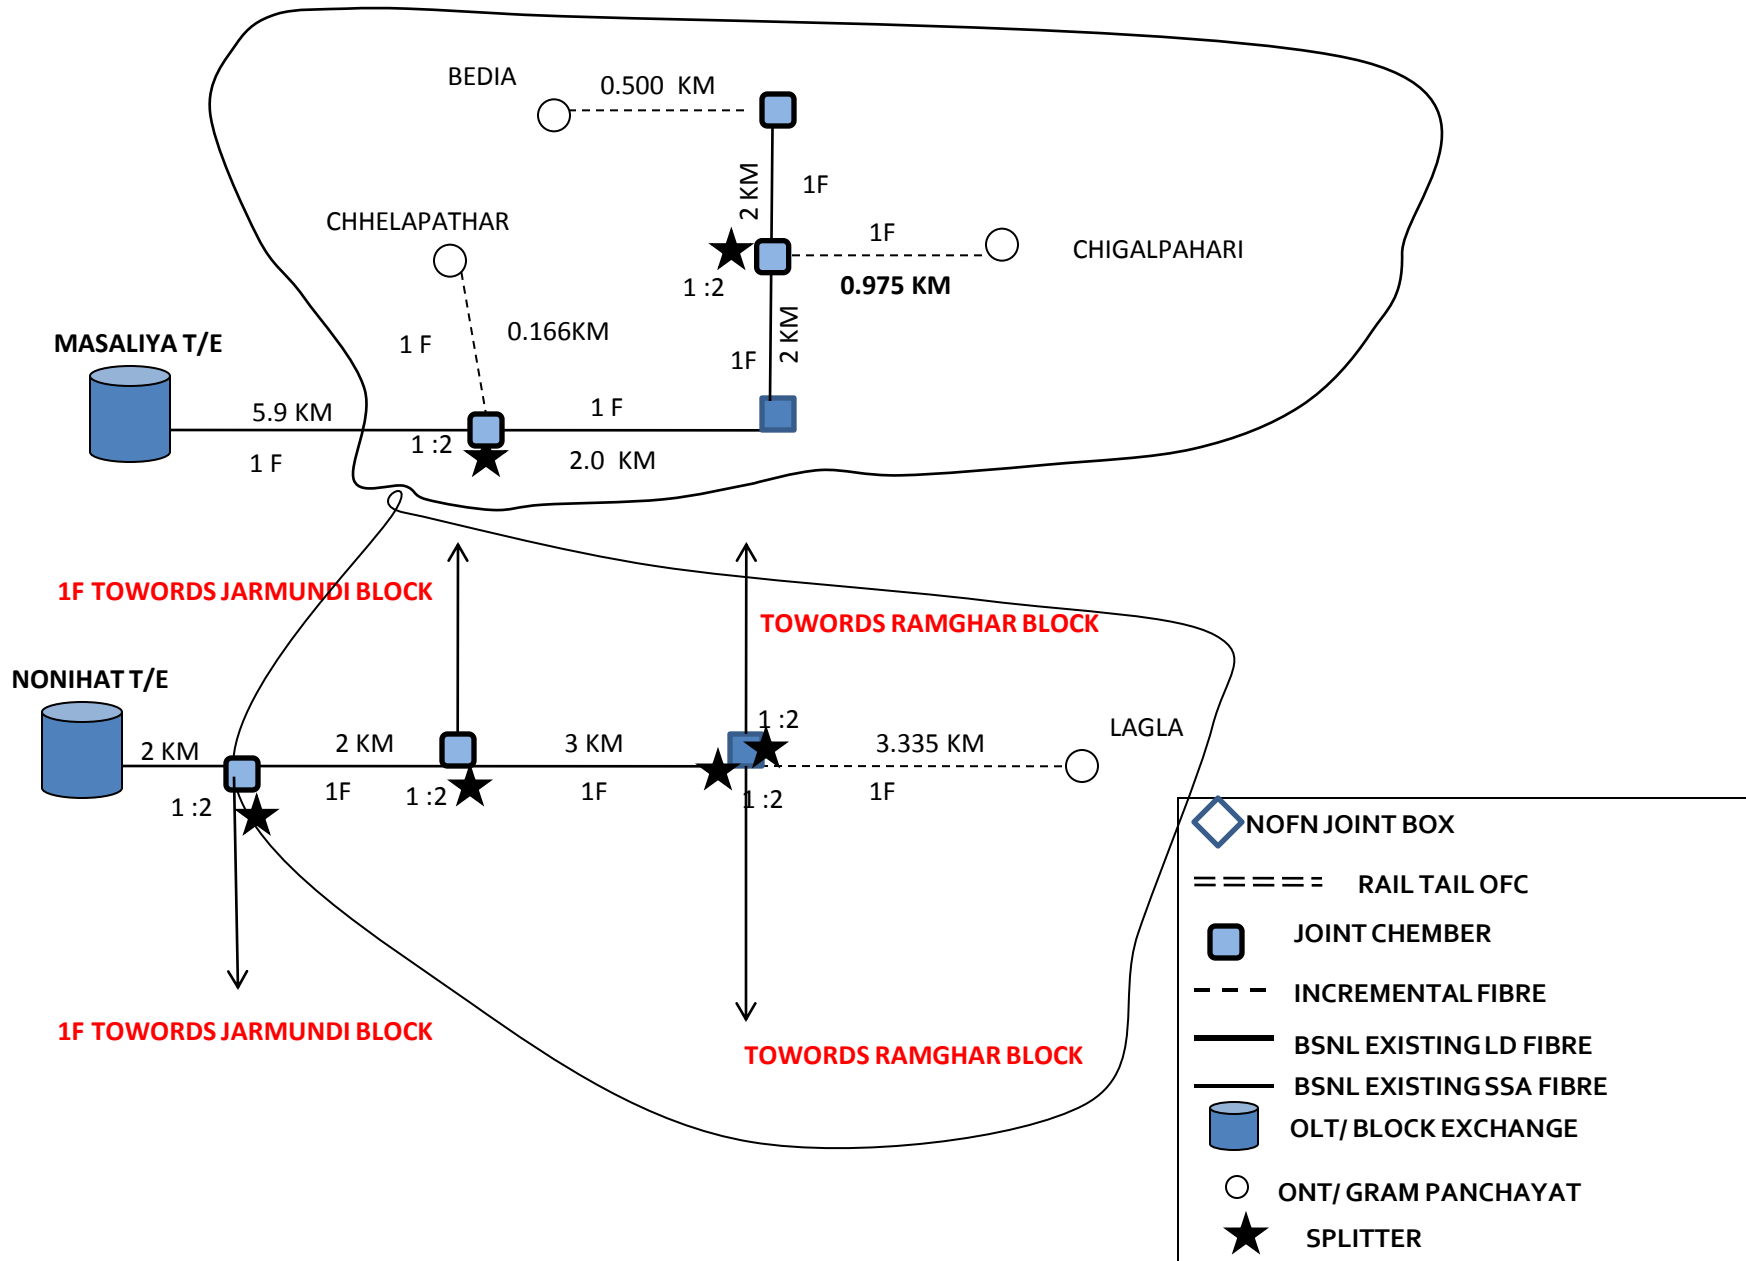 BEDIA
0.500 KM
2 KM
1F
CHHELAPATHAR
1F
CHIGALPAHARI
1 :2
0.975 KM
MASALIYA T/E
1 F
0.166KM
1F
2 KM
5.9 KM
1 F
1 :2
1 F
2.0 KM
1F TOWORDS JARMUNDI BLOCK
TOWORDS RAMGHAR BLOCK
NONIHAT T/E
1 :2
LAGLA
2 KM
2 KM
3 KM
3.335 KM
1 :2
1F
1 :2
1F
1 :2
1F
1F TOWORDS JARMUNDI BLOCK
TOWORDS RAMGHAR BLOCK
NOFN JOINT BOX
RAIL TAIL OFC
JOINT CHEMBER
INCREMENTAL FIBRE
BSNL EXISTING LD FIBRE
BSNL EXISTING SSA FIBRE
OLT/ BLOCK EXCHANGE
ONT/ GRAM PANCHAYAT
SPLITTER